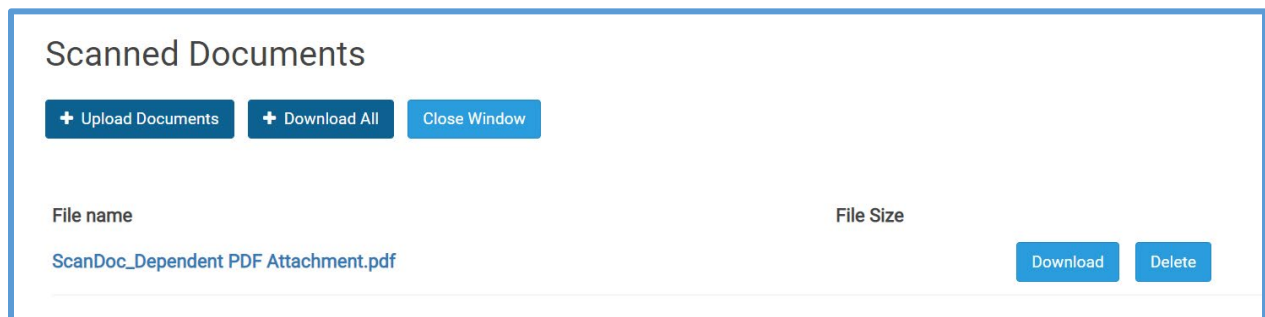 Scanned Documents
+ Upload Documents + Download All Close Window
File name File Size
ScanDoc_Dependent PDF Attachment.pdf Download Delete